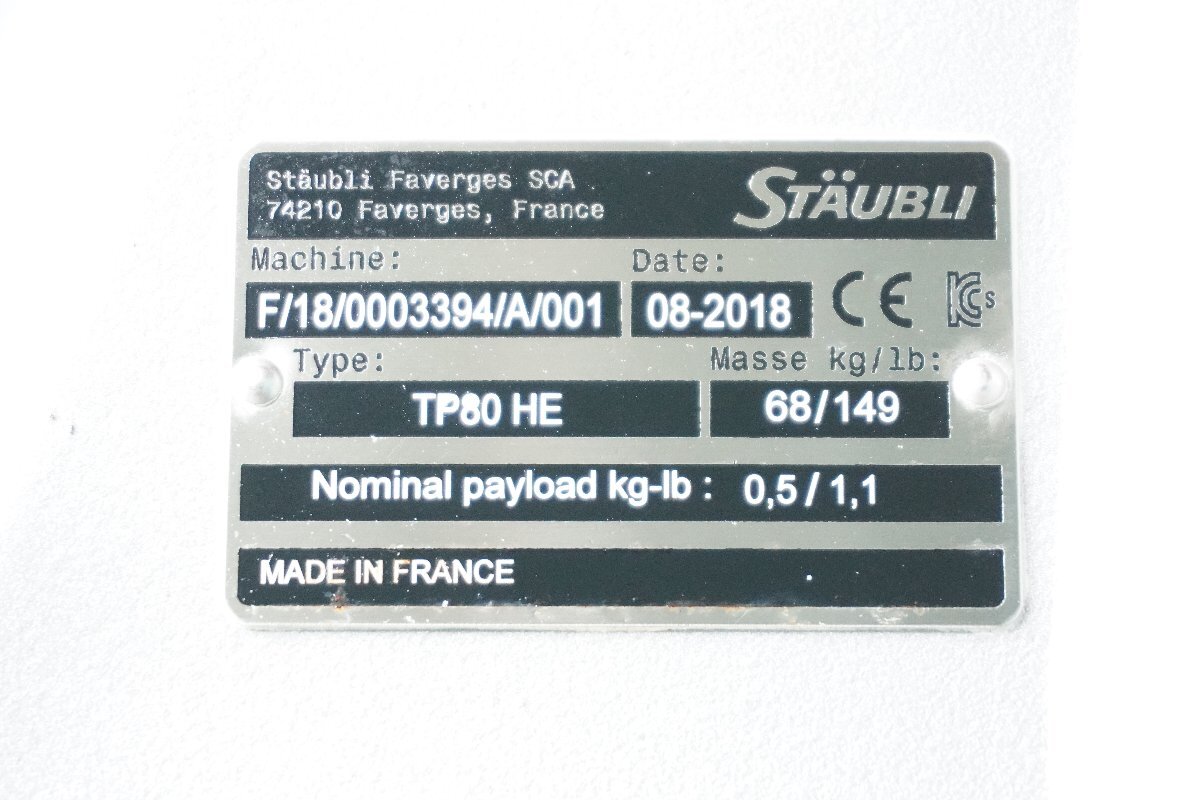 Stäubli Faverges SCA
74210 Faverges, France
STÄUBLI
Machine:
Date:
F/18/0003394/A/001
08-2018
CE
KCs
Type:
Masse kg/lb:
TP80 HE
68/149
Nominal payload kg-lb : 0,5 / 1,1
MADE IN FRANCE